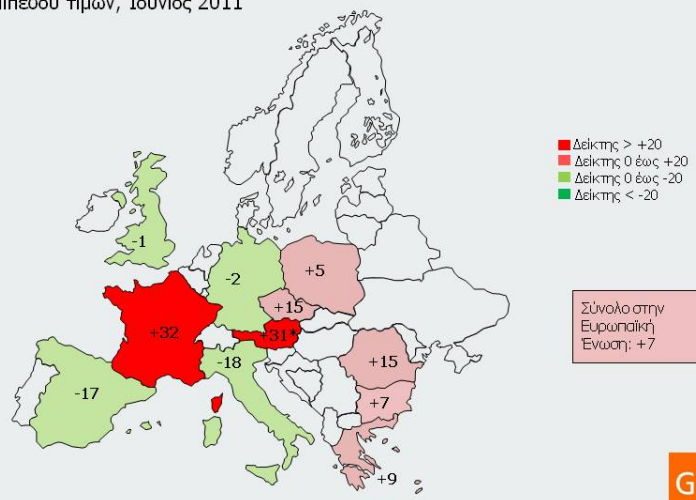 επιπέδου τιμών, Ιούνιος 2011
Δείκτης > +20
Δείκτης 0 έως +20
Δείκτης 0 έως -20
Δείκτης < -20
-1
-2
+5
+15
+32
+31*
-18
+15
-17
+7
+9
Σύνολο στην
Ευρωπαϊκή
Ένωση: +7
G